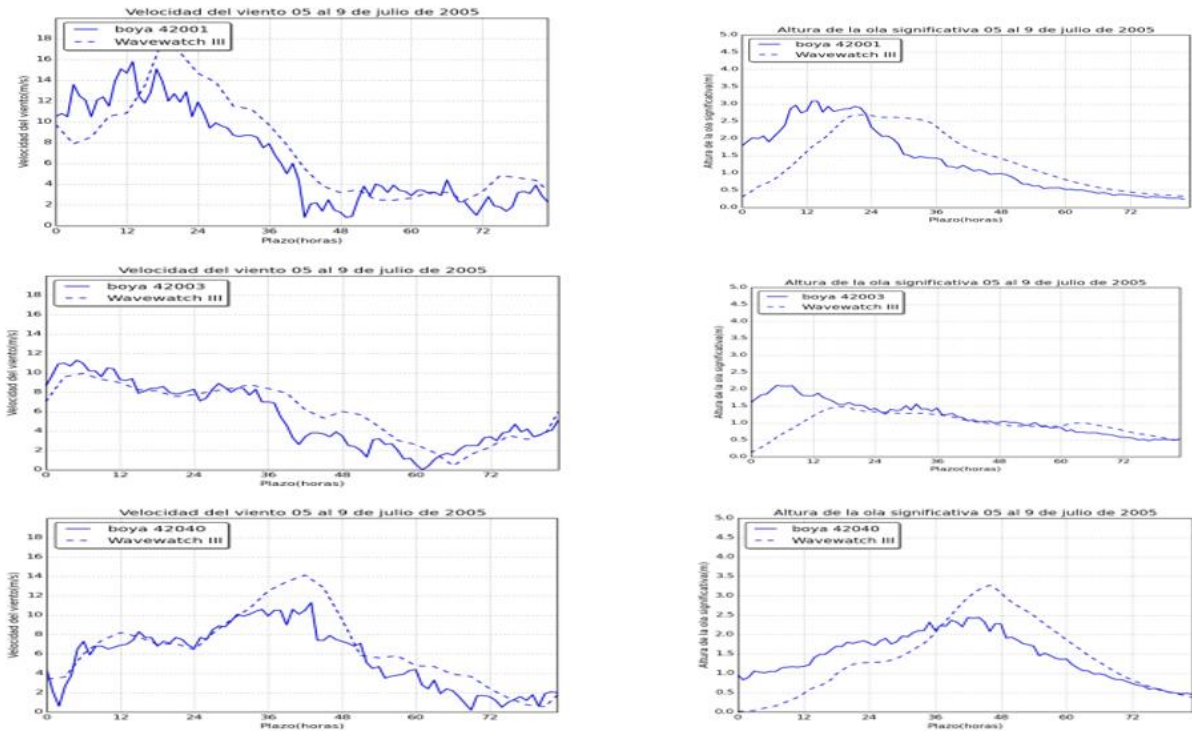 Velocidad del viento 05 al 9 de julio de 2005
boya 42001
Wavewatch III
Velocidad del viento(m/s)
18
16
14
12
10
8
6
4
2
0
0 12 24 36 48 60 72
Plazo(horas)
Altura de la ola significativa 05 al 9 de julio de 2005
boya 42001
Wavewatch III
Altura de la ola significativa(m)
5.0
4.5
4.0
3.5
3.0
2.5
2.0
1.5
1.0
0.5
0.0
0 12 24 36 48 60 72
Plazo(horas)
Velocidad del viento 05 al 9 de julio de 2005
boya 42003
Wavewatch III
Velocidad del viento(m/s)
18
16
14
12
10
8
6
4
2
0
0 12 24 36 48 60 72
Plazo(horas)
Altura de la ola significativa 05 al 9 de julio de 2005
boya 42003
Wavewatch III
Altura de la ola significativa(m)
5.0
4.5
4.0
3.5
3.0
2.5
2.0
1.5
1.0
0.5
0.0
0 12 24 36 48 60 72
Plazo(horas)
Velocidad del viento 05 al 9 de julio de 2005
boya 42040
Wavewatch III
Velocidad del viento(m/s)
18
16
14
12
10
8
6
4
2
0
0 12 24 36 48 60 72
Plazo(horas)
Altura de la ola significativa 05 al 9 de julio de 2005
boya 42040
Wavewatch III
Altura de la ola significativa(m)
5.0
4.5
4.0
3.5
3.0
2.5
2.0
1.5
1.0
0.5
0.0
0 12 24 36 48 60 72
Plazo(horas)